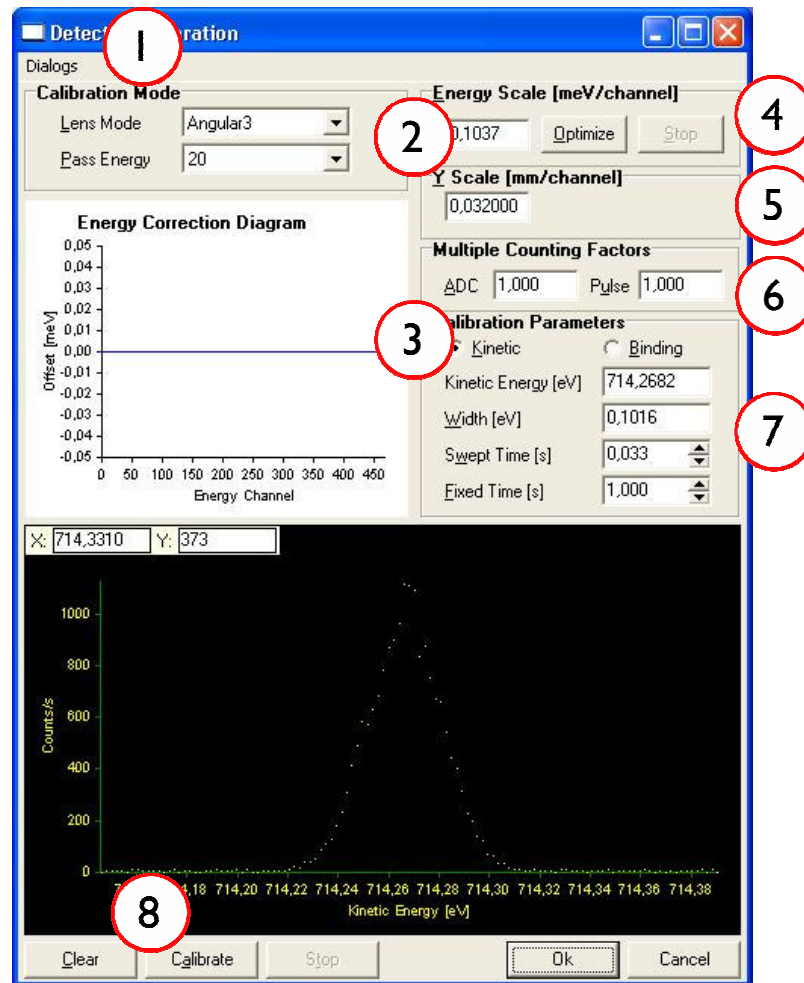 Detect eration
1
Dialogs
Calibration Mode
Lens Mode Angular3
Pass Energy 20
2
Energy Scale [meV/channel]
0,1037 Optimize Stop
4
Y Scale [mm/channel]
0,032000
5
Multiple Counting Factors
ADC 1,000 Pulse 1,000
6
Energy Correction Diagram
0,05
0,04
0,03
0,02
0,01
0,00
-0,01
-0,02
-0,03
-0,04
-0,05
Offset [meV]
0 50 100 150 200 250 300 350 400 450
Energy Channel
3
alibration Parameters
Kinetic Binding
Kinetic Energy [eV] 714,2682
Width [eV] 0,1016
Swept Time [s] 0,033
Fixed Time [s] 1,000
7
X: 714,3310 Y: 373
1000
800
600
400
200
0
Counts/s
714,18 714,20 714,22 714,24 714,26 714,28 714,30 714,32 714,34 714,36 714,38
Kinetic Energy [eV]
8
Clear Calibrate Stop Ok Cancel